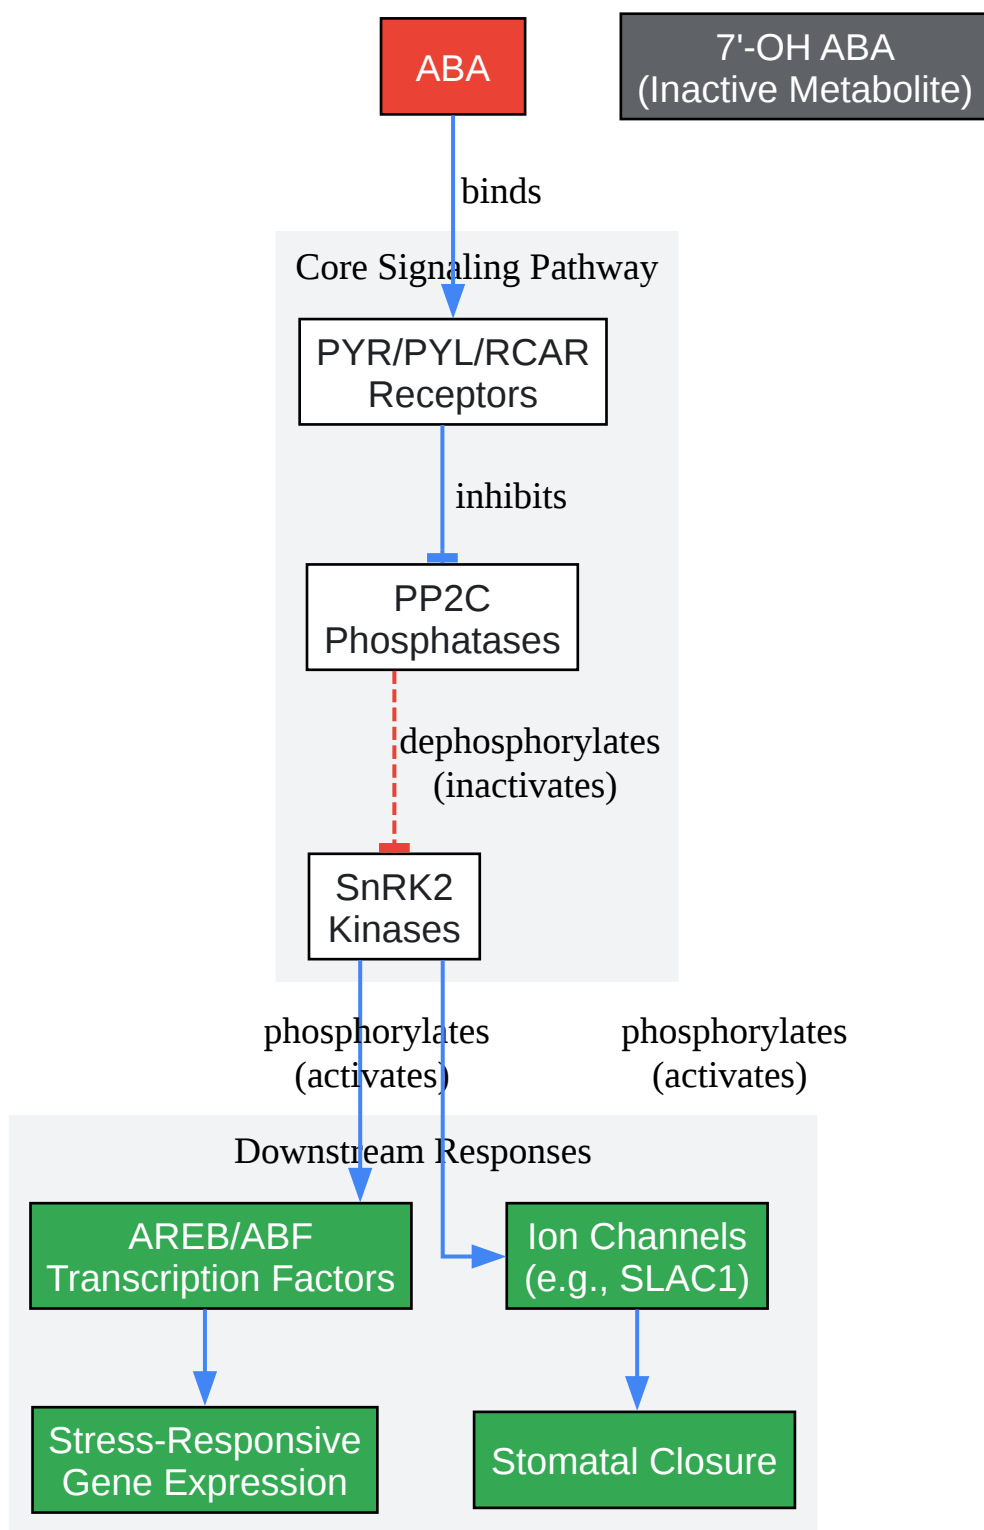 ABA
7'-OH ABA
(Inactive Metabolite)
binds
Core Signaling Pathway
PYR/PYL/RCAR
Receptors
inhibits
PP2C
Phosphatases
dephosphorylates
(inactivates)
SnRK2
Kinases
phosphorylates
(activates)
phosphorylates
(activates)
Downstream Responses
AREB/ABF
Transcription Factors
Ion Channels
(e.g., SLAC1)
Stress-Responsive
Gene Expression
Stomatal Closure